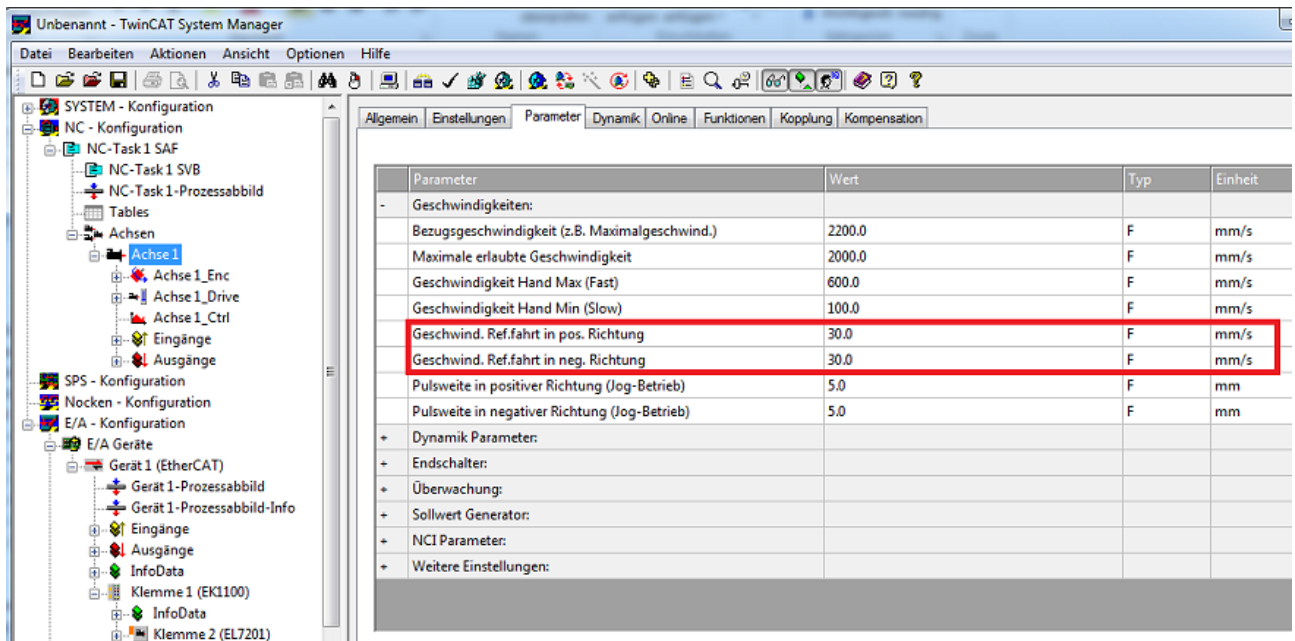 Unbenannt - TwinCAT System Manager
Datei Bearbeiten Aktionen Ansicht Optionen Hilfe
SYSTEM - Konfiguration
NC - Konfiguration
NC-Task 1 SAF
NC-Task 1 SVB
NC-Task 1-Prozessabbild
Tables
Achsen
Achse 1
Achse 1_Enc
Achse 1_Drive
Achse 1_Ctrl
Eingänge
Ausgänge
SPS - Konfiguration
Nocken - Konfiguration
E/A - Konfiguration
E/A Geräte
Gerät 1 (EtherCAT)
Gerät 1-Prozessabbild
Gerät 1-Prozessabbild-Info
Eingänge
Ausgänge
InfoData
Klemme 1 (EK1100)
InfoData
Klemme 2 (EL7201)
Allgemein Einstellungen Parameter Dynamik Online Funktionen Kopplung Kompensation
Parameter Wert Typ Einheit
- Geschwindigkeiten:
Bezugsgeschwindigkeit (z.B. Maximalgeschwind.) 2200.0 F mm/s
Maximale erlaubte Geschwindigkeit 2000.0 F mm/s
Geschwindigkeit Hand Max (Fast) 600.0 F mm/s
Geschwindigkeit Hand Min (Slow) 100.0 F mm/s
Geschwind. Ref.fahrt in pos. Richtung 30.0 F mm/s
Geschwind. Ref.fahrt in neg. Richtung 30.0 F mm/s
Pulsweite in positiver Richtung (Jog-Betrieb) 5.0 F mm
Pulsweite in negativer Richtung (Jog-Betrieb) 5.0 F mm
+ Dynamik Parameter:
+ Endschalter:
+ Überwachung:
+ Sollwert Generator:
+ NCI Parameter:
+ Weitere Einstellungen: